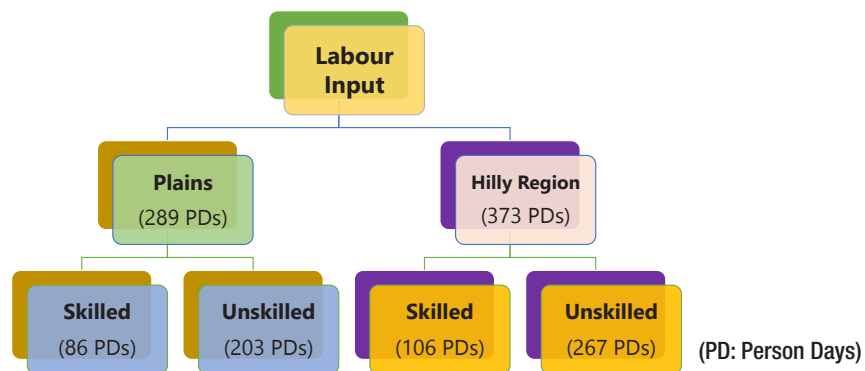 Labour
Input
Plains
(289 PDs)
Hilly Region
(373 PDs)
Skilled
(86 PDs)
Unskilled
(203 PDs)
Skilled
(106 PDs)
Unskilled
(267 PDs)
(PD: Person Days)